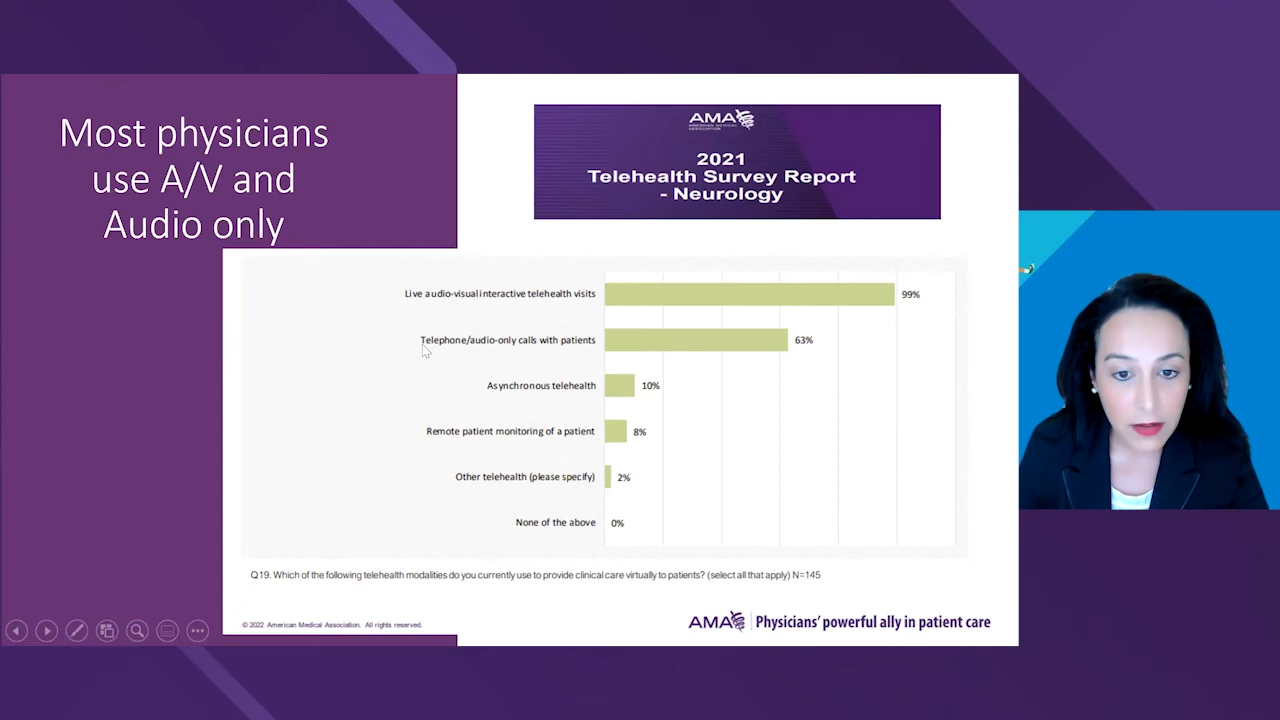 Most physicians
use A/V and
Audio only
AMA
AMERICAN MEDICAL
ASSOCIATION
2021
Telehealth Survey Report
- Neurology
Live audio-visual interactive telehealth visits 99%
Telephone/audio-only calls with patients 63%
Asynchronous telehealth 10%
Remote patient monitoring of a patient 8%
Other telehealth (please specify) 2%
None of the above 0%
Q19. Which of the following telehealth modalities do you currently use to provide clinical care virtually to patients? (select all that apply) N=145
© 2022 American Medical Association. All rights reserved.
AMA Physicians' powerful ally in patient care